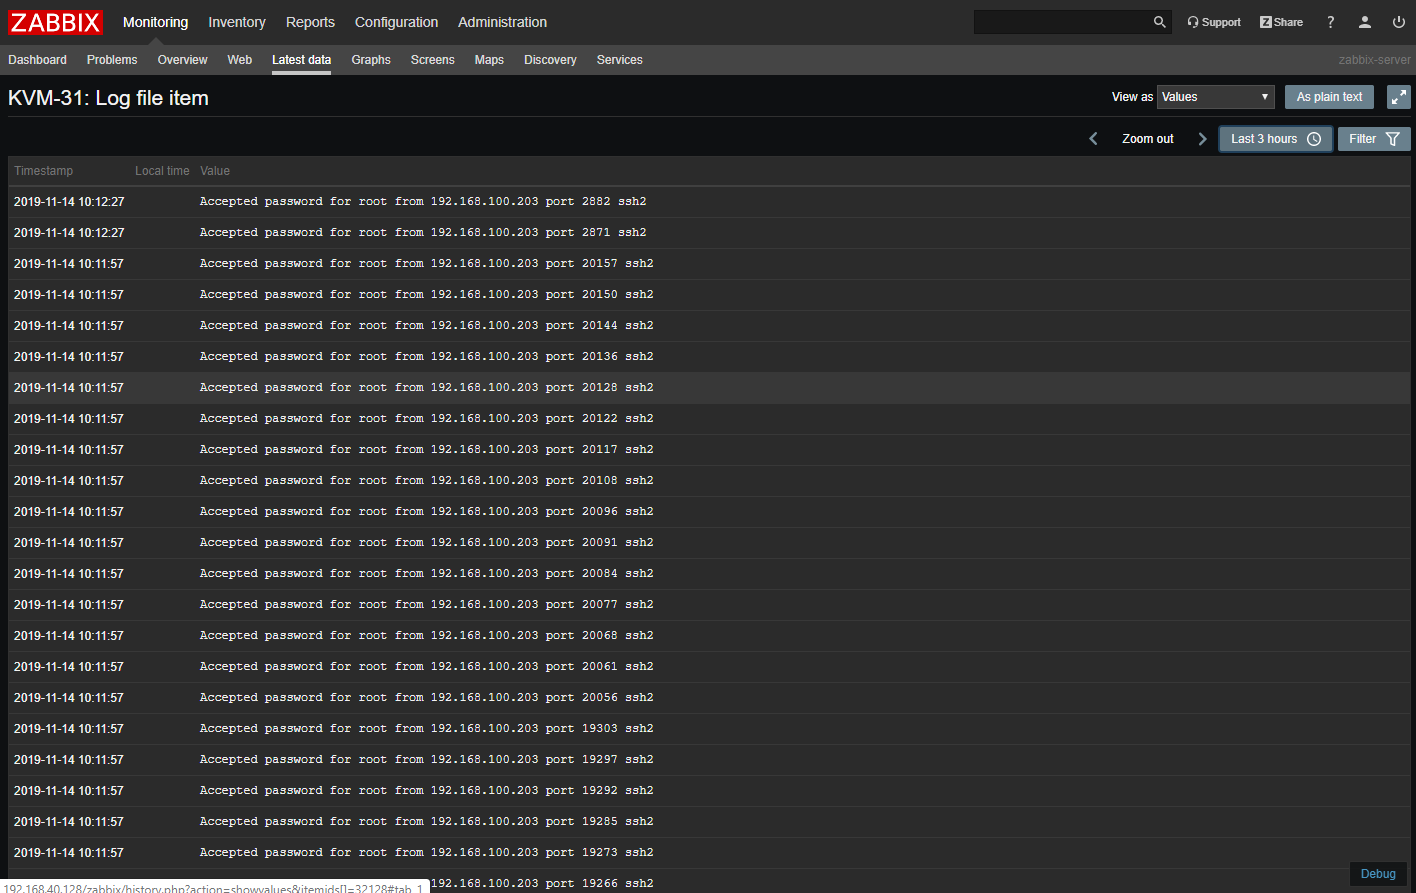 ZABBIX Monitoring Inventory Reports Configuration Administration Support Z Share ?
Dashboard Problems Overview Web Latest data Graphs Screens Maps Discovery Services zabbix-server
KVM-31: Log file item View as Values As plain text
Zoom out Last 3 hours Filter
Timestamp Local time Value
2019-11-14 10:12:27 Accepted password for root from 192.168.100.203 port 2882 ssh2
2019-11-14 10:12:27 Accepted password for root from 192.168.100.203 port 2871 ssh2
2019-11-14 10:11:57 Accepted password for root from 192.168.100.203 port 20157 ssh2
2019-11-14 10:11:57 Accepted password for root from 192.168.100.203 port 20150 ssh2
2019-11-14 10:11:57 Accepted password for root from 192.168.100.203 port 20144 ssh2
2019-11-14 10:11:57 Accepted password for root from 192.168.100.203 port 20136 ssh2
2019-11-14 10:11:57 Accepted password for root from 192.168.100.203 port 20128 ssh2
2019-11-14 10:11:57 Accepted password for root from 192.168.100.203 port 20122 ssh2
2019-11-14 10:11:57 Accepted password for root from 192.168.100.203 port 20117 ssh2
2019-11-14 10:11:57 Accepted password for root from 192.168.100.203 port 20108 ssh2
2019-11-14 10:11:57 Accepted password for root from 192.168.100.203 port 20096 ssh2
2019-11-14 10:11:57 Accepted password for root from 192.168.100.203 port 20091 ssh2
2019-11-14 10:11:57 Accepted password for root from 192.168.100.203 port 20084 ssh2
2019-11-14 10:11:57 Accepted password for root from 192.168.100.203 port 20077 ssh2
2019-11-14 10:11:57 Accepted password for root from 192.168.100.203 port 20068 ssh2
2019-11-14 10:11:57 Accepted password for root from 192.168.100.203 port 20061 ssh2
2019-11-14 10:11:57 Accepted password for root from 192.168.100.203 port 20056 ssh2
2019-11-14 10:11:57 Accepted password for root from 192.168.100.203 port 19303 ssh2
2019-11-14 10:11:57 Accepted password for root from 192.168.100.203 port 19297 ssh2
2019-11-14 10:11:57 Accepted password for root from 192.168.100.203 port 19292 ssh2
2019-11-14 10:11:57 Accepted password for root from 192.168.100.203 port 19285 ssh2
2019-11-14 10:11:57 Accepted password for root from 192.168.100.203 port 19273 ssh2
Debug
192.168.40.128/zabbix/history.php?action=showvalues&itemids[]=32128#tab_1 192.168.100.203 port 19266 ssh2